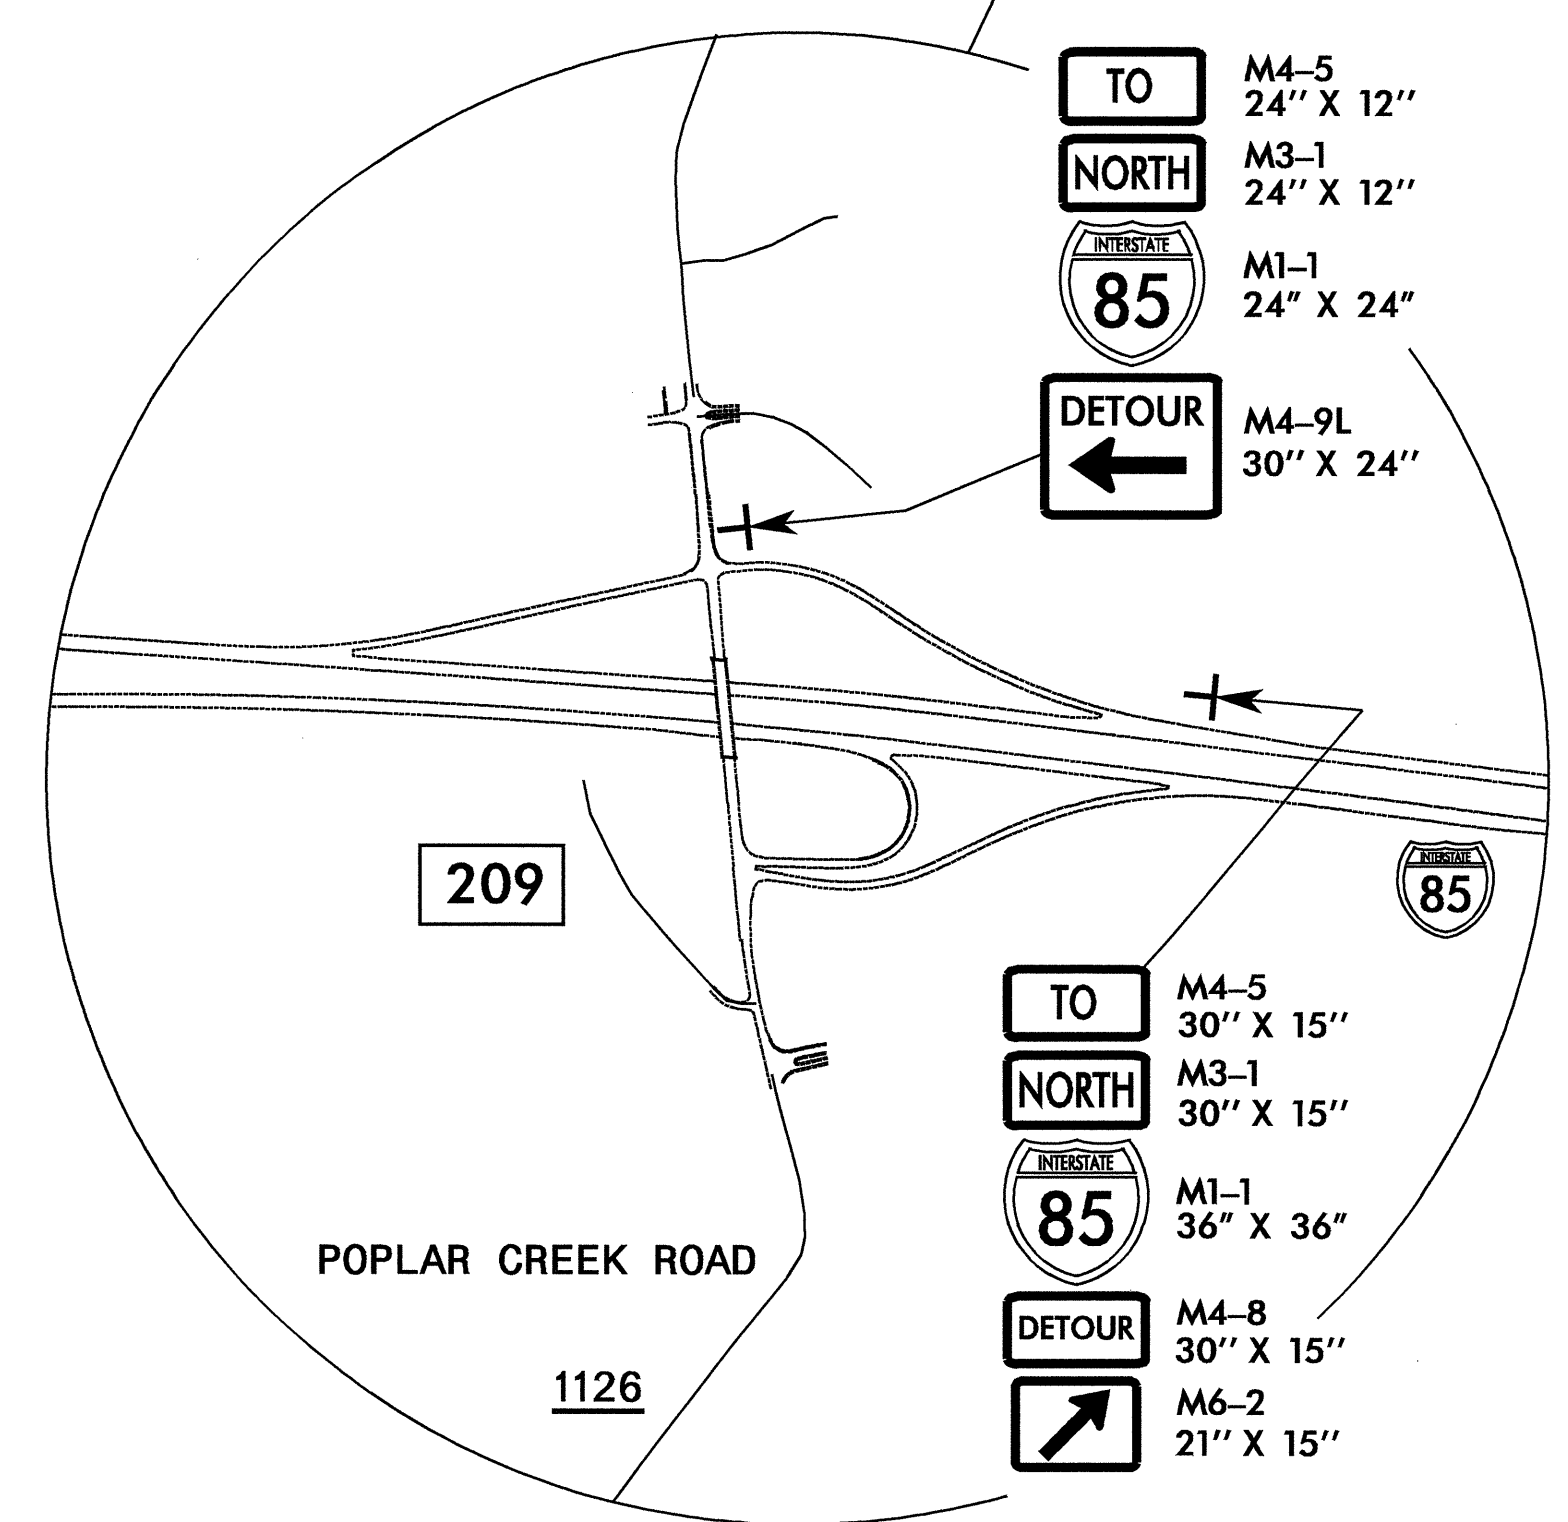 TO
M4–5
24’’ X 12’’
NORTH
M3–1
24’’ X 12’’
INTERSTATE
85
M1–1
24” X 24”
DETOUR
M4–9L
30’’ X 24’’
209
INTERSTATE
85
TO
M4–5
30’’ X 15’’
NORTH
M3–1
30’’ X 15’’
INTERSTATE
85
M1–1
36” X 36”
POPLAR CREEK ROAD
DETOUR
M4–8
30’’ X 15’’
1126
M6–2
21’’ X 15’’